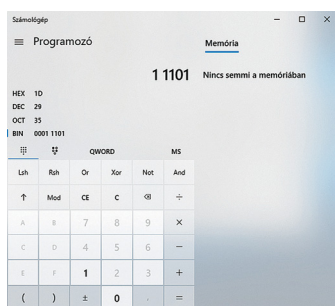 Számológép
Programozó
Memória
1 1101
Nincs semmi a memóriában
HEX 1D
DEC 29
OCT 35
BIN 0001 1101
QWORD MS
Lsh Rsh Or Xor Not And
↑ Mod CE C ⌫ ÷
A B 7 8 9 ×
C D 4 5 6 −
E F 1 2 3 +
( ) ± 0 . =